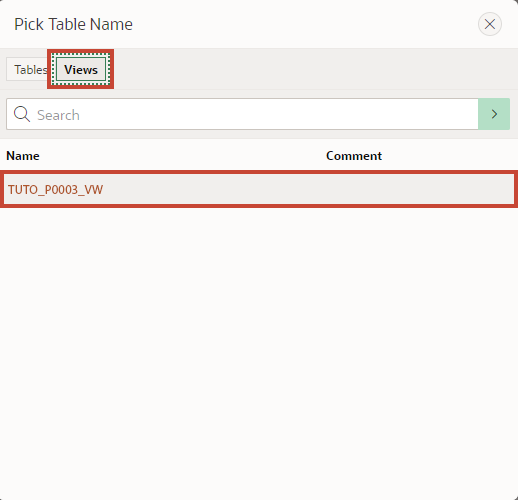 Pick Table Name
Tables Views
Search
Name Comment
TUTO_P0003_VW